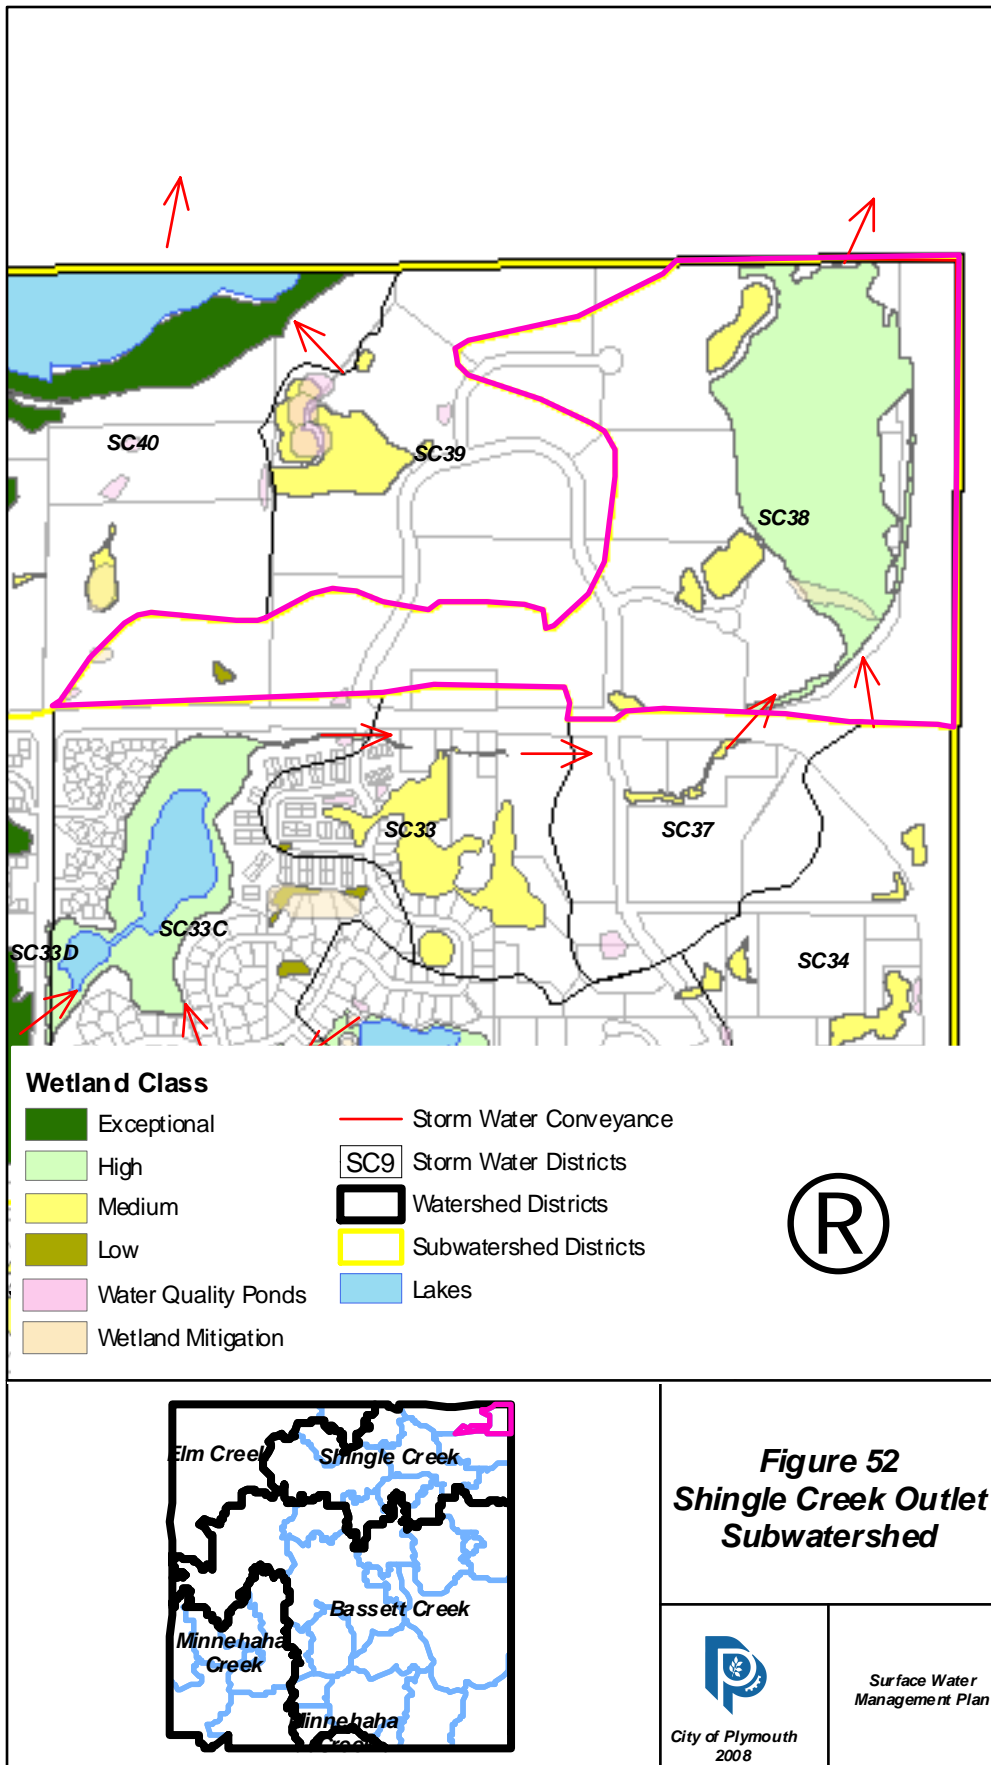 SC40
SC39
SC38
SC33
SC37
SC33C
SC33D
SC34
Wetland Class
Exceptional
High
Medium
Low
Water Quality Ponds
Wetland Mitigation
Storm Water Conveyance
SC9 Storm Water Districts
Watershed Districts
Subwatershed Districts
Lakes
R
Elm Creek
Shingle Creek
Bassett Creek
Minnehaha
Creek
Minnehaha
Creek
Figure 52
Shingle Creek Outlet
Subwatershed
City of Plymouth
2008
Surface Water
Management Plan